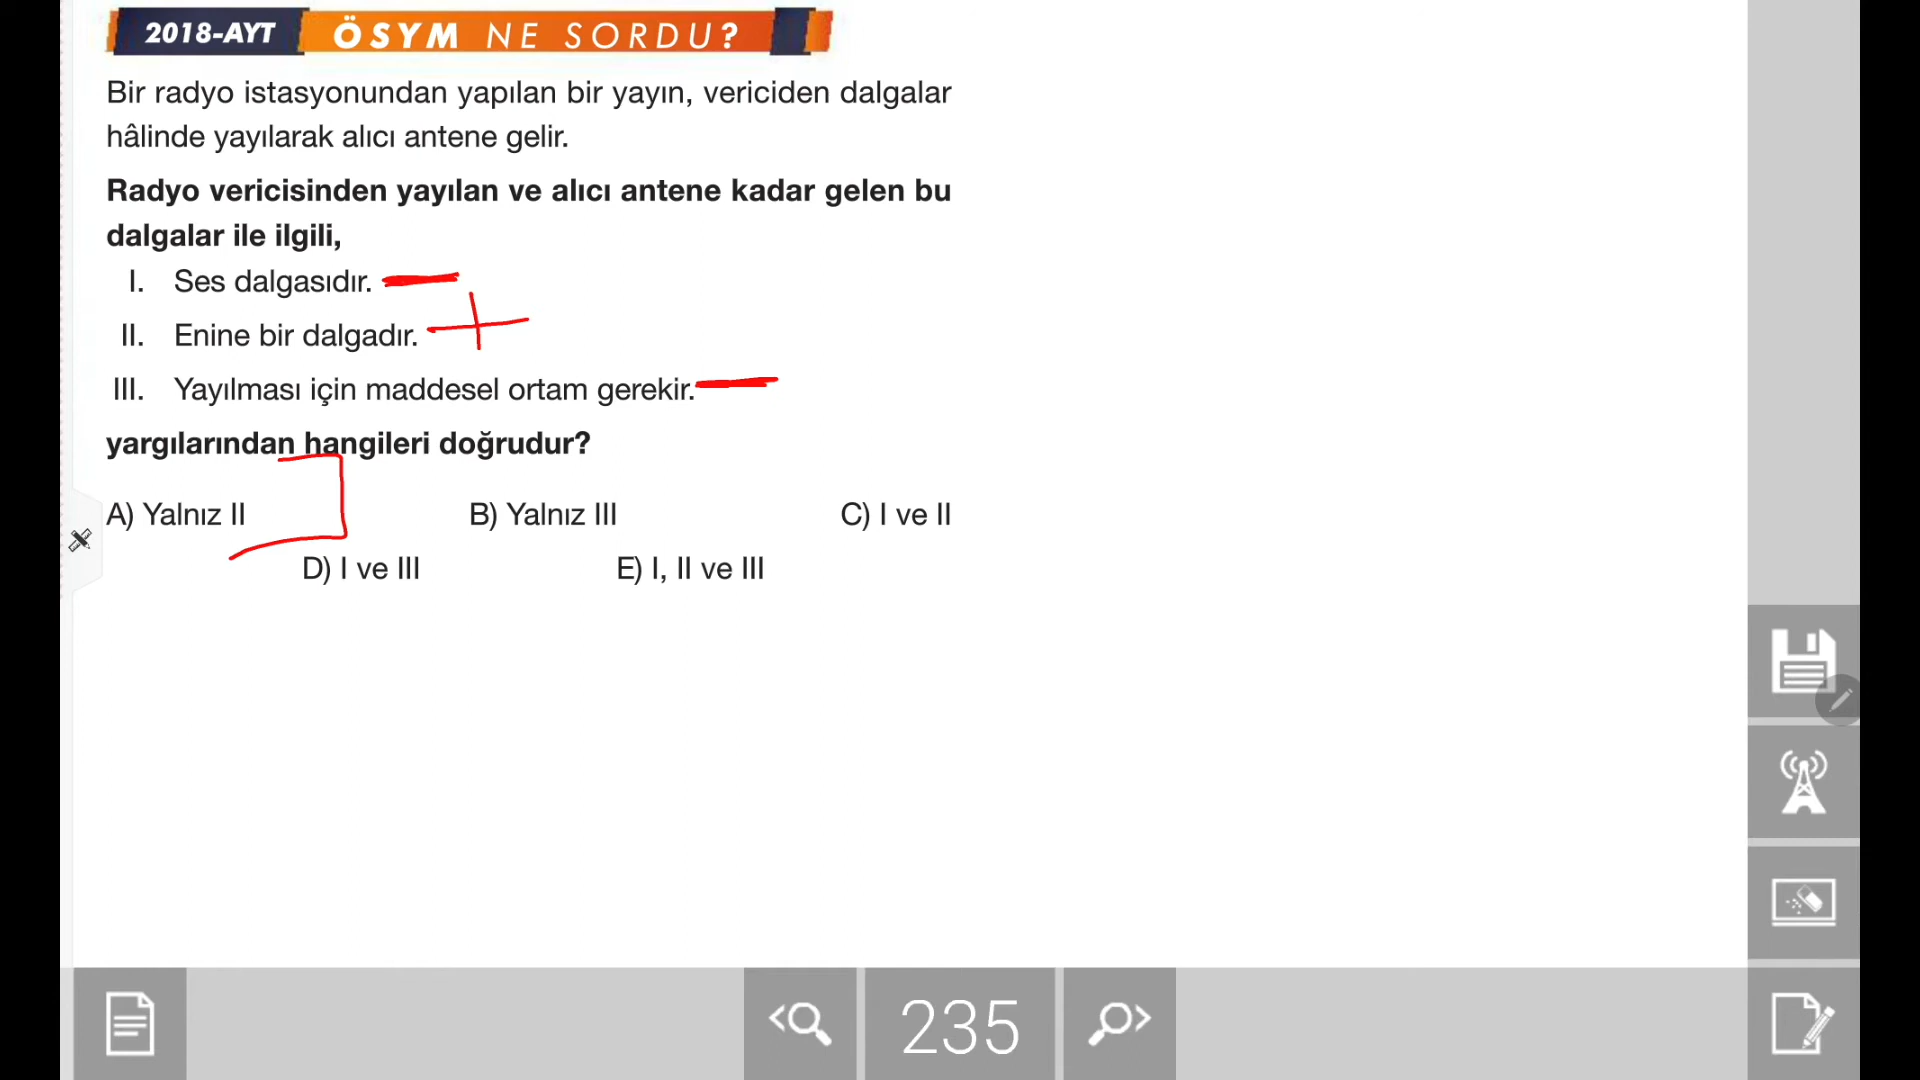 2018-AYT ÖSYM NE SORDU?
Bir radyo istasyonundan yapılan bir yayın, vericiden dalgalar
hâlinde yayılarak alıcı antene gelir.
Radyo vericisinden yayılan ve alıcı antene kadar gelen bu
dalgalar ile ilgili,
I. Ses dalgasıdır.
II. Enine bir dalgadır.
III. Yayılması için maddesel ortam gerekir.
yargılarından hangileri doğrudur?
A) Yalnız II B) Yalnız III C) I ve II
D) I ve III E) I, II ve III
235